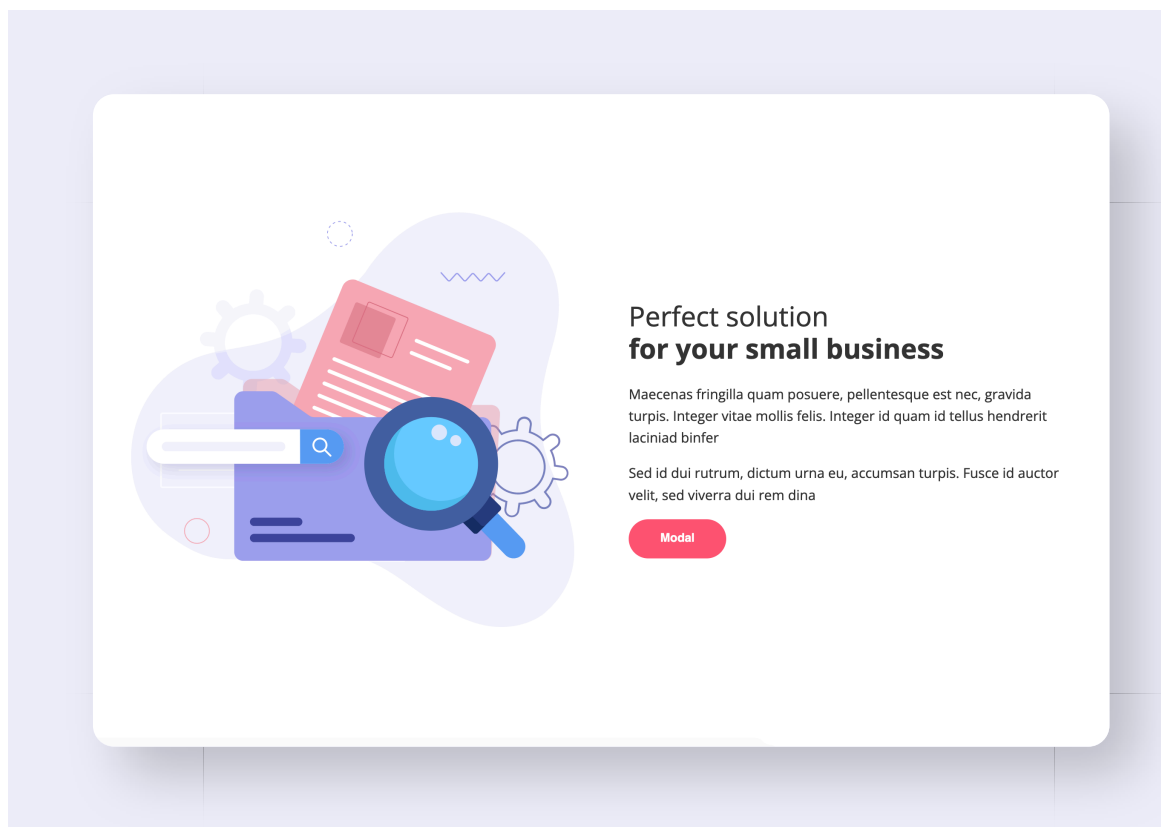 Perfect solution
for your small business
Maecenas fringilla quam posuere, pellentesque est nec, gravida
turpis. Integer vitae mollis felis. Integer id quam id tellus hendrerit
laciniad binfer
Sed id dui rutrum, dictum urna eu, accumsan turpis. Fusce id auctor
velit, sed viverra dui rem dina
Modal